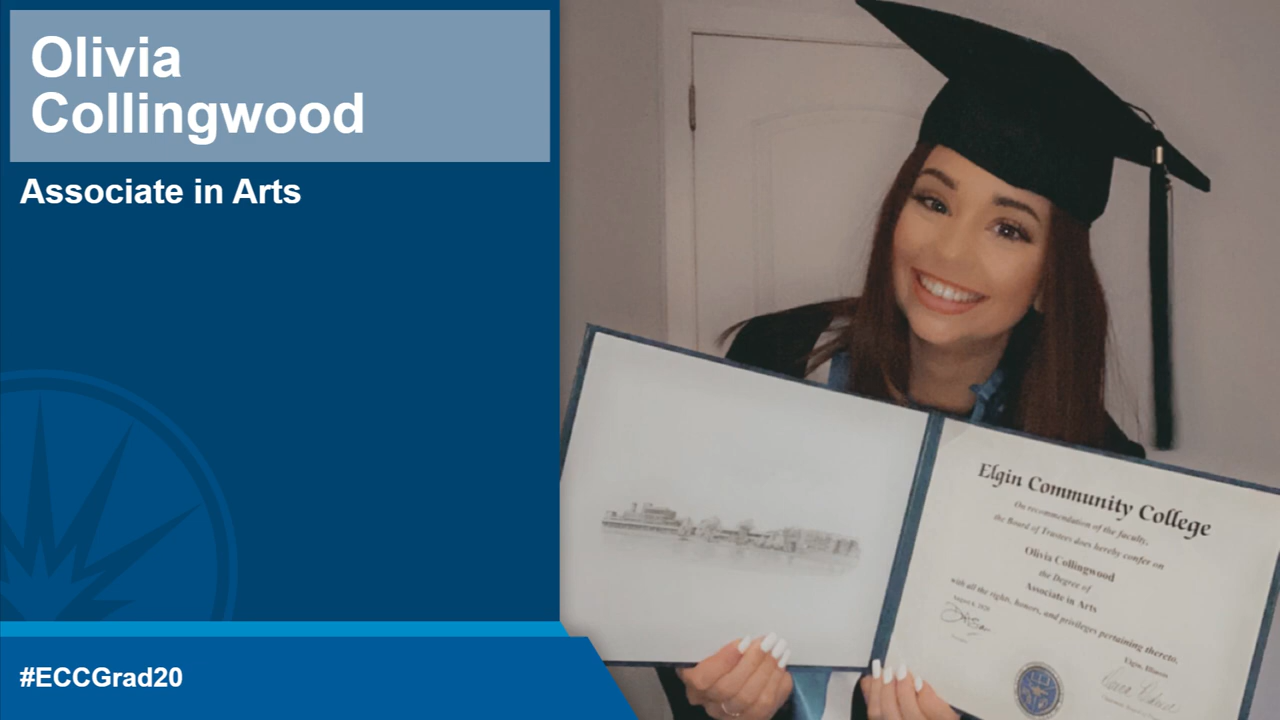 Olivia
Collingwood
Associate in Arts
#ECCGrad20
Elgin Community College
On recommendation of the faculty,
the Board of Trustees does hereby confer on
Olivia Collingwood
the Degree of
Associate in Arts
with all the rights, honors, and privileges pertaining thereto.
Elgin, Illinois